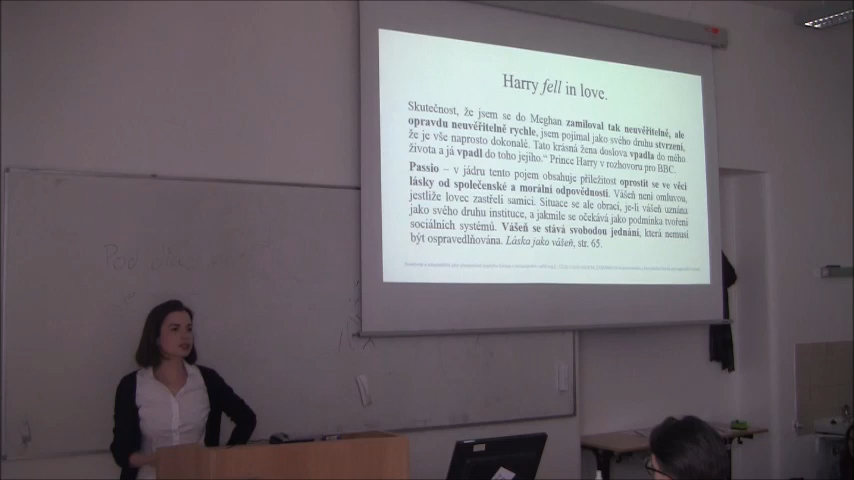 Harry fell in love.
Skutečnost, že jsem se do Meghan zamiloval tak neuvěřitelně, ale
opravdu neuvěřitelně rychle, jsem pojímal jako svého druhu stvrzení,
že je vše naprosto dokonalé. Tato krásná žena doslova vpadla do mého
života a já vpadl do toho jejího.“ Prince Harry v rozhovoru pro BBC.
Passio – v jádru tento pojem obsahuje příležitost oprostit se ve věci
lásky od společenské a morální odpovědnosti. Vášeň není omluvou,
jestliže lovec zastřelí samici. Situace se ale obrací, je-li vášeň uznána
jako svého druhu instituce, a jakmile se očekává jako podmínka tvoření
sociálních systémů. Vášeň se stává svobodou jednání, která nemusí
být ospravedlňována. Láska jako vášeň, str. 65.
Pod